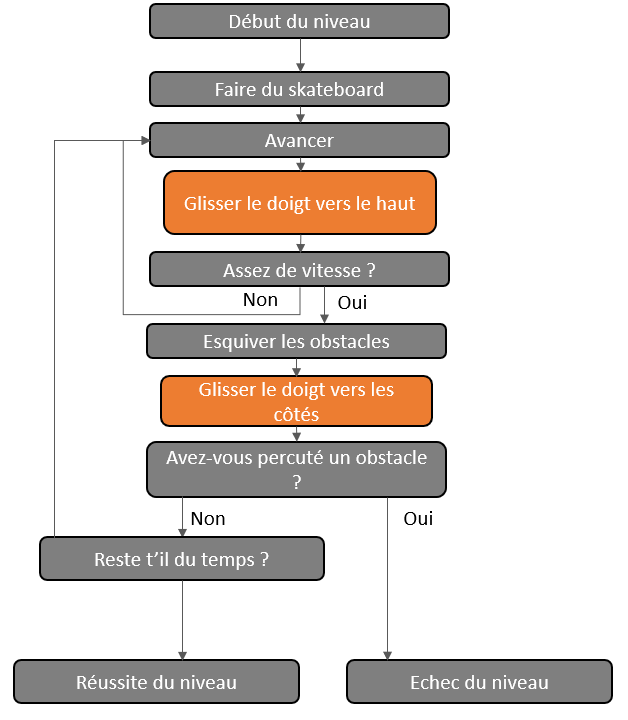 Début du niveau
Faire du skateboard
Avancer
Glisser le doigt vers le haut
Assez de vitesse ?
Non
Oui
Esquiver les obstacles
Glisser le doigt vers les
côtés
Avez-vous percuté un obstacle
?
Non
Oui
Reste t’il du temps ?
Réussite du niveau
Echec du niveau